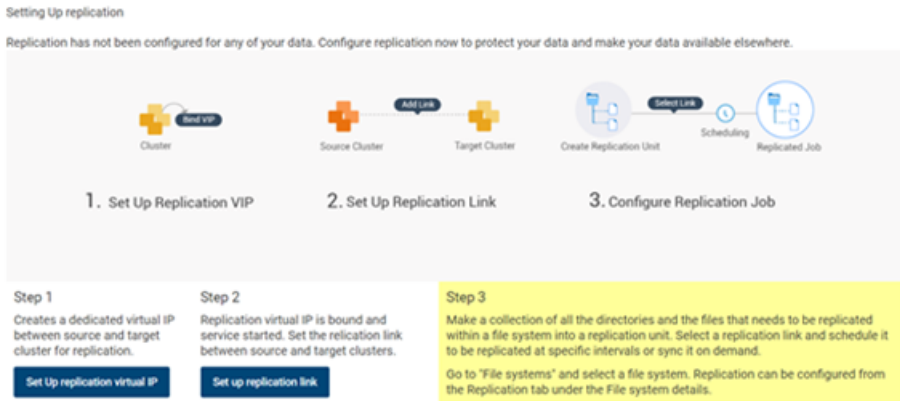 Setting Up replication
Replication has not been configured for any of your data. Configure replication now to protect your data and make your data available elsewhere.
Bind VIP
Cluster
Add Link
Source Cluster
Target Cluster
Select Link
Create Replication Unit
Scheduling
Replicated Job
1. Set Up Replication VIP
2. Set Up Replication Link
3. Configure Replication Job
Step 1
Creates a dedicated virtual IP
between source and target
cluster for replication.
Set Up replication virtual IP
Step 2
Replication virtual IP is bound and
service started. Set the relication link
between source and target clusters.
Set up replication link
Step 3
Make a collection of all the directories and the files that needs to be replicated
within a file system into a replication unit. Select a replication link and schedule it
to be replicated at specific intervals or sync it on demand.
Go to "File systems" and select a file system. Replication can be configured from
the Replication tab under the File system details.